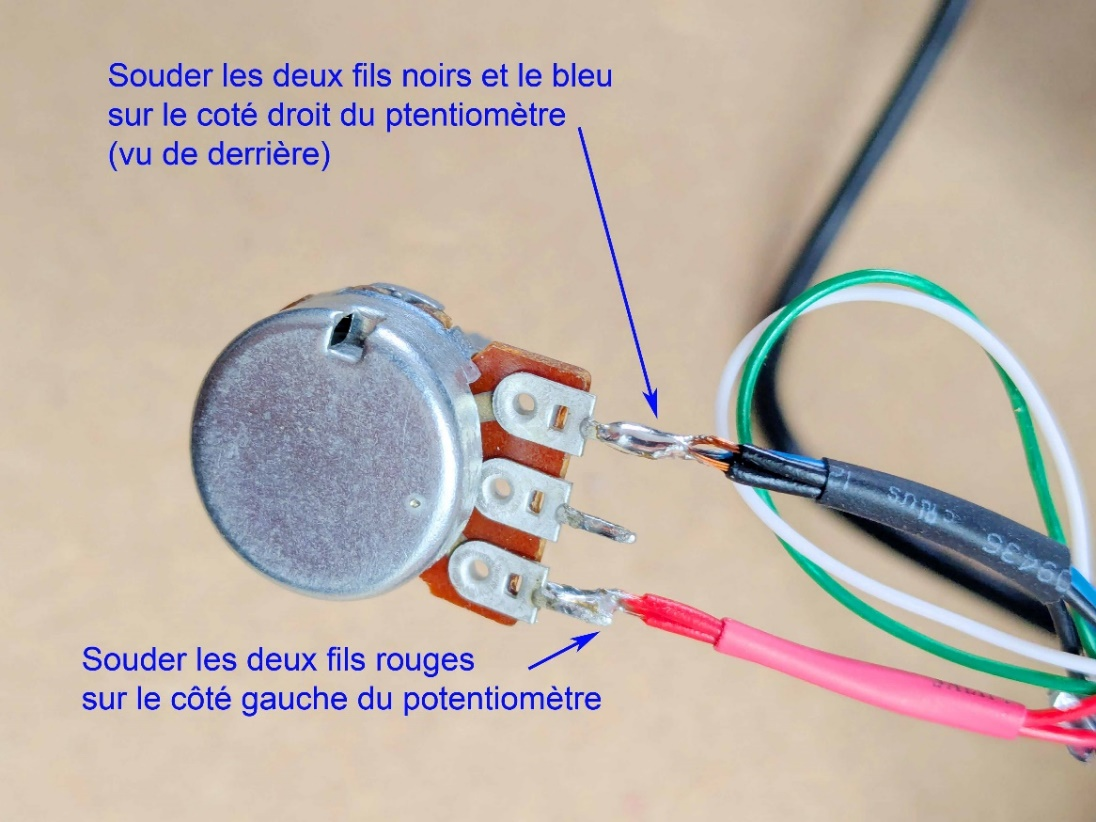 Souder les deux fils noirs et le bleu
sur le coté droit du ptentiomètre
(vu de derrière)
Souder les deux fils rouges
sur le côté gauche du potentiomètre